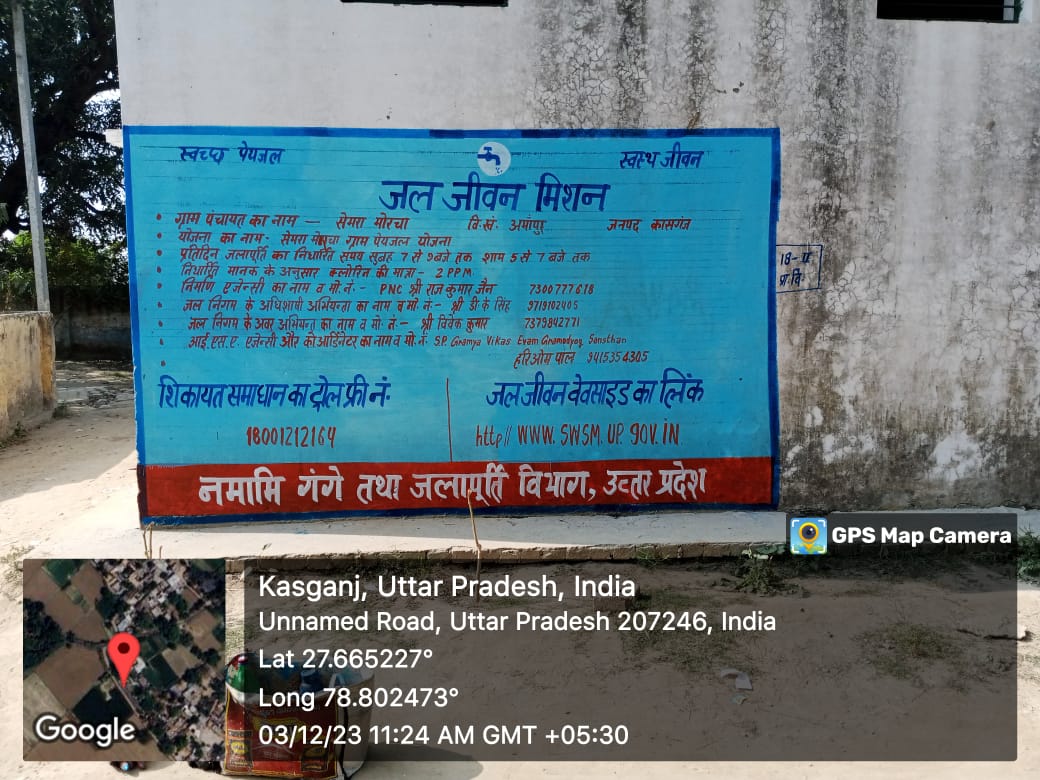 स्वच्छ पेयजल स्वस्थ जीवन
जल जीवन मिशन
• ग्राम पंचायत का नाम — सेमरा मोरचा वि.खं: अमांपुर जनपद कासगंज
• योजना का नाम- सेमरा मोरचा ग्राम पेयजल योजना
• प्रतिदिन जलापूर्ति का निर्धारित समय सुबह 7 से 9 बजे तक शाम 5 से 7 बजे तक
• निर्धारित मानक के अनुसार क्लोरिन की मात्रा - 2 PPM
• निर्माण एजेन्सी का नाम व मो. नं:- PNC श्री राज कुमार जैन 7300777618
• जल निगम के अधिशासी अभियन्ता का नाम व मो. नं:- श्री डी. के सिंह 9719102405
• जल निगम के अवर अभियन्ता का नाम व मो. नं:- श्री विवेक कुमार 7379842771
• आई.एस.ए. एजेन्सी और कोआर्डिनेटर का नाम व मो. नं: S.P. Gramya Vikas Evam Gramodyog Sansthan
• हरिओम पाल 9415354305
शिकायत समाधान का ट्रोल फ्री नं:
18001212164
जल जीवन वेवसाइड का लिंक
http// WWW. SWSM. UP. GOV. IN
नमामि गंगे तथा जलापूर्ति विभाग, उत्तर प्रदेश
प्रा. वि.
GPS Map Camera
Kasganj, Uttar Pradesh, India
Unnamed Road, Uttar Pradesh 207246, India
Lat 27.665227°
Long 78.802473°
03/12/23 11:24 AM GMT +05:30
Google